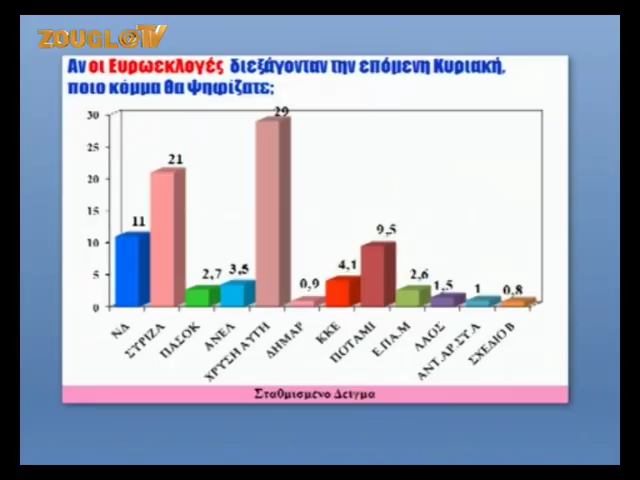 ZOUGLA TV
Αν οι Ευρωεκλογές διεξάγονταν την επόμενη Κυριακή,
ποιο κόμμα θα ψηφίζατε;
30
25
20
15
10
5
0
11
21
2,7
3,5
29
0,9
4,1
9,5
2,6
1,5
1
0,8
ΝΔ
ΣΥΡΙΖΑ
ΠΑΣΟΚ
ΑΝΕΛ
ΧΡΥΣΗ ΑΥΓΗ
ΔΗΜΑΡ
ΚΚΕ
ΠΟΤΑΜΙ
Ε.ΠΑ.Μ
ΛΑΟΣ
ΑΝΤ.ΑΡ.ΣΥ.Α
ΣΧΕΔΙΟ Β
Σταθμισμένο Δείγμα